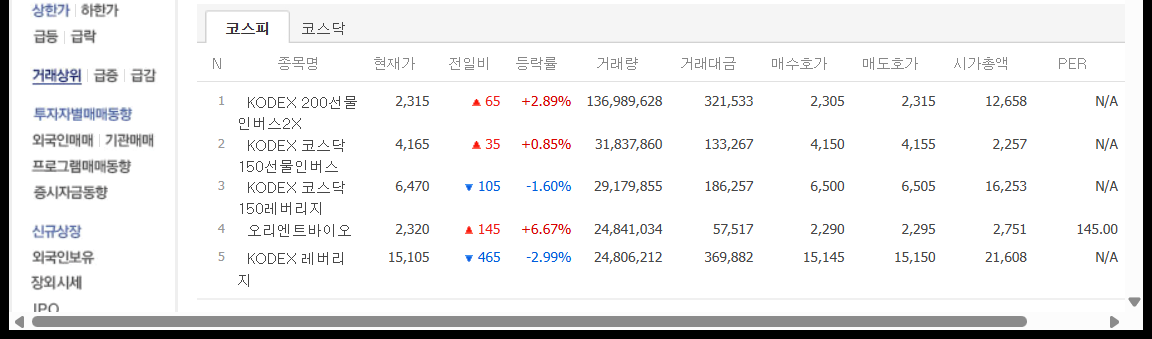 상한가 | 하한가
급등 | 급락
거래상위 | 급증 | 급감
투자자별매매동향
외국인매매 | 기관매매
프로그램매매동향
증시자금동향
신규상장
외국인보유
장외시세
IPO
코스피 코스닥
N 종목명 현재가 전일비 등락률 거래량 거래대금 매수호가 매도호가 시가총액 PER
1 KODEX 200선물 2,315 ▲ 65 +2.89% 136,989,628 321,533 2,305 2,315 12,658 N/A
인버스2X
2 KODEX 코스닥 4,165 ▲ 35 +0.85% 31,837,860 133,267 4,150 4,155 2,257 N/A
150선물인버스
3 KODEX 코스닥 6,470 ▼ 105 -1.60% 29,179,855 186,257 6,500 6,505 16,253 N/A
150레버리지
4 오리엔트바이오 2,320 ▲ 145 +6.67% 24,841,034 57,517 2,290 2,295 2,751 145.00
5 KODEX 레버리 15,105 ▼ 465 -2.99% 24,806,212 369,882 15,145 15,150 21,608 N/A
지